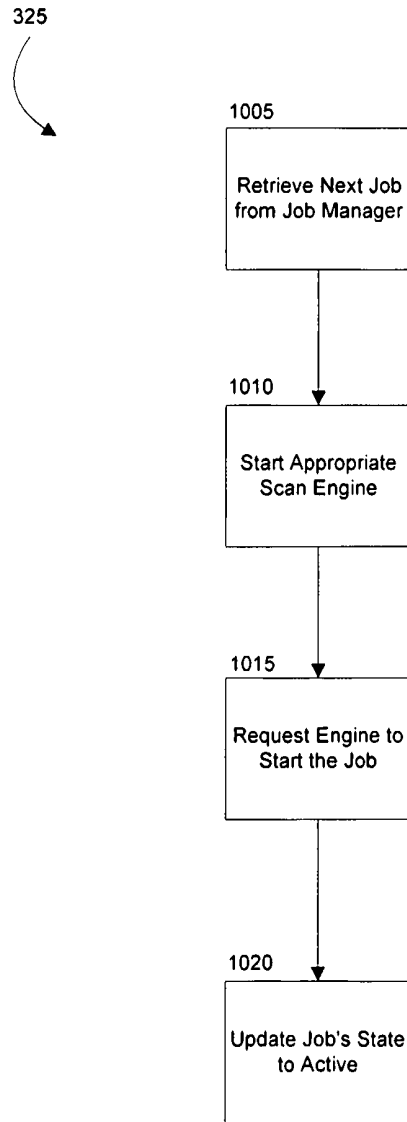 325
1005
Retrieve Next Job
from Job Manager
1010
Start Appropriate
Scan Engine
1015
Request Engine to
Start the Job
1020
Update Job's State
to Active